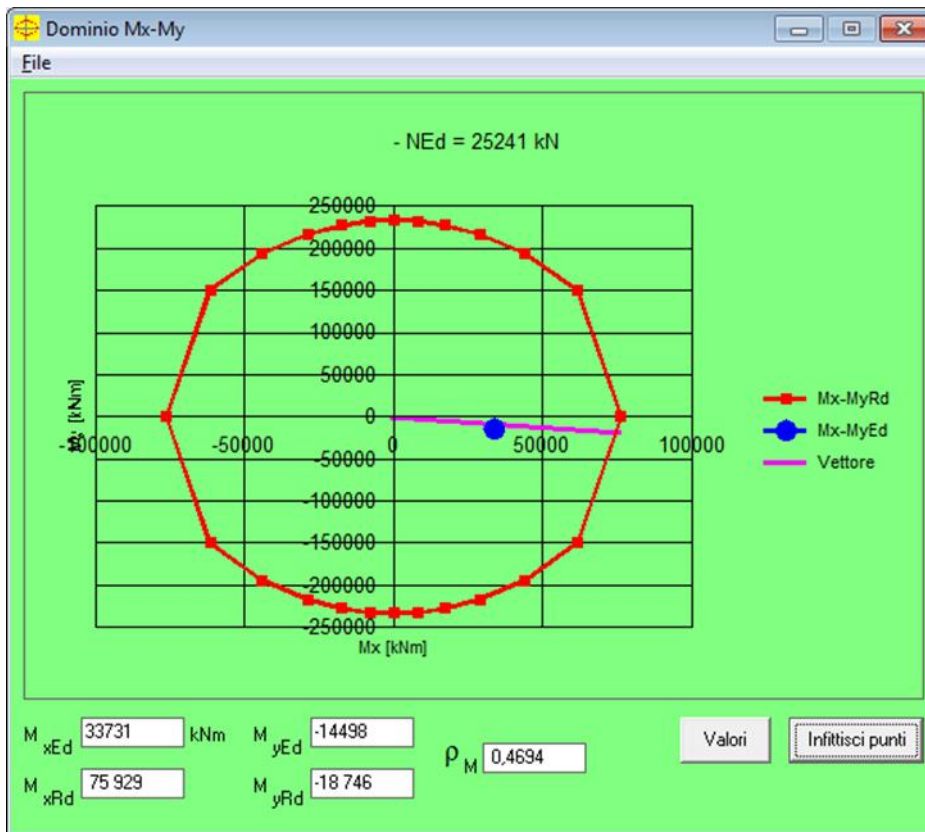 Dominio Mx-My
File
- NEd = 25241 kN
250000
200000
150000
100000
50000
0
-50000
-100000
-150000
-200000
-250000
-100000 -50000 0 50000 100000
[kNm]
Mx [kNm]
Mx-MyRd
Mx-MyEd
Vettore
M xEd 33731 kNm M yEd -14498
M xRd 75 929 M yRd -18 746
ρ M 0,4694
Valori Infittisci punti